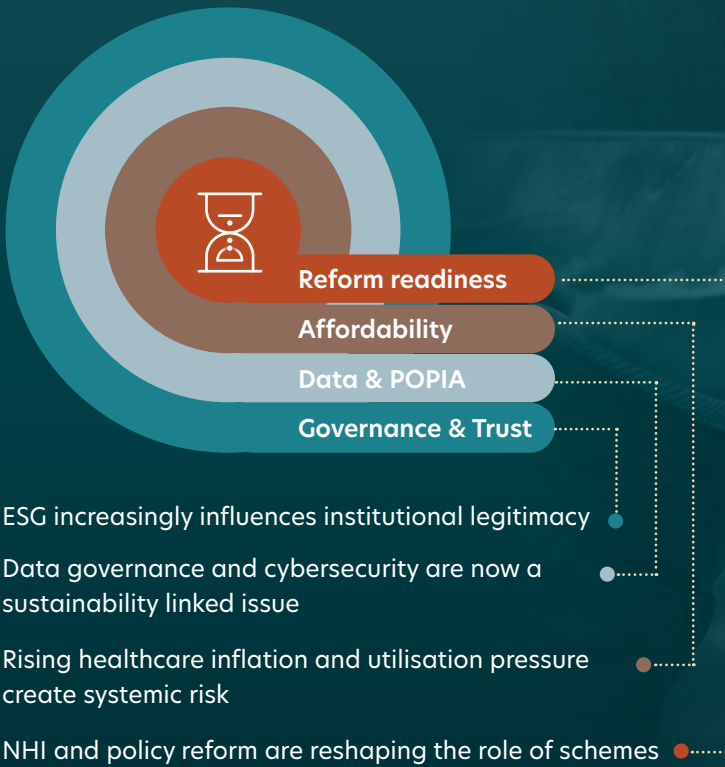 Reform readiness
Affordability
Data & POPIA
Governance & Trust
ESG increasingly influences institutional legitimacy
Data governance and cybersecurity are now a
sustainability linked issue
Rising healthcare inflation and utilisation pressure
create systemic risk
NHI and policy reform are reshaping the role of schemes